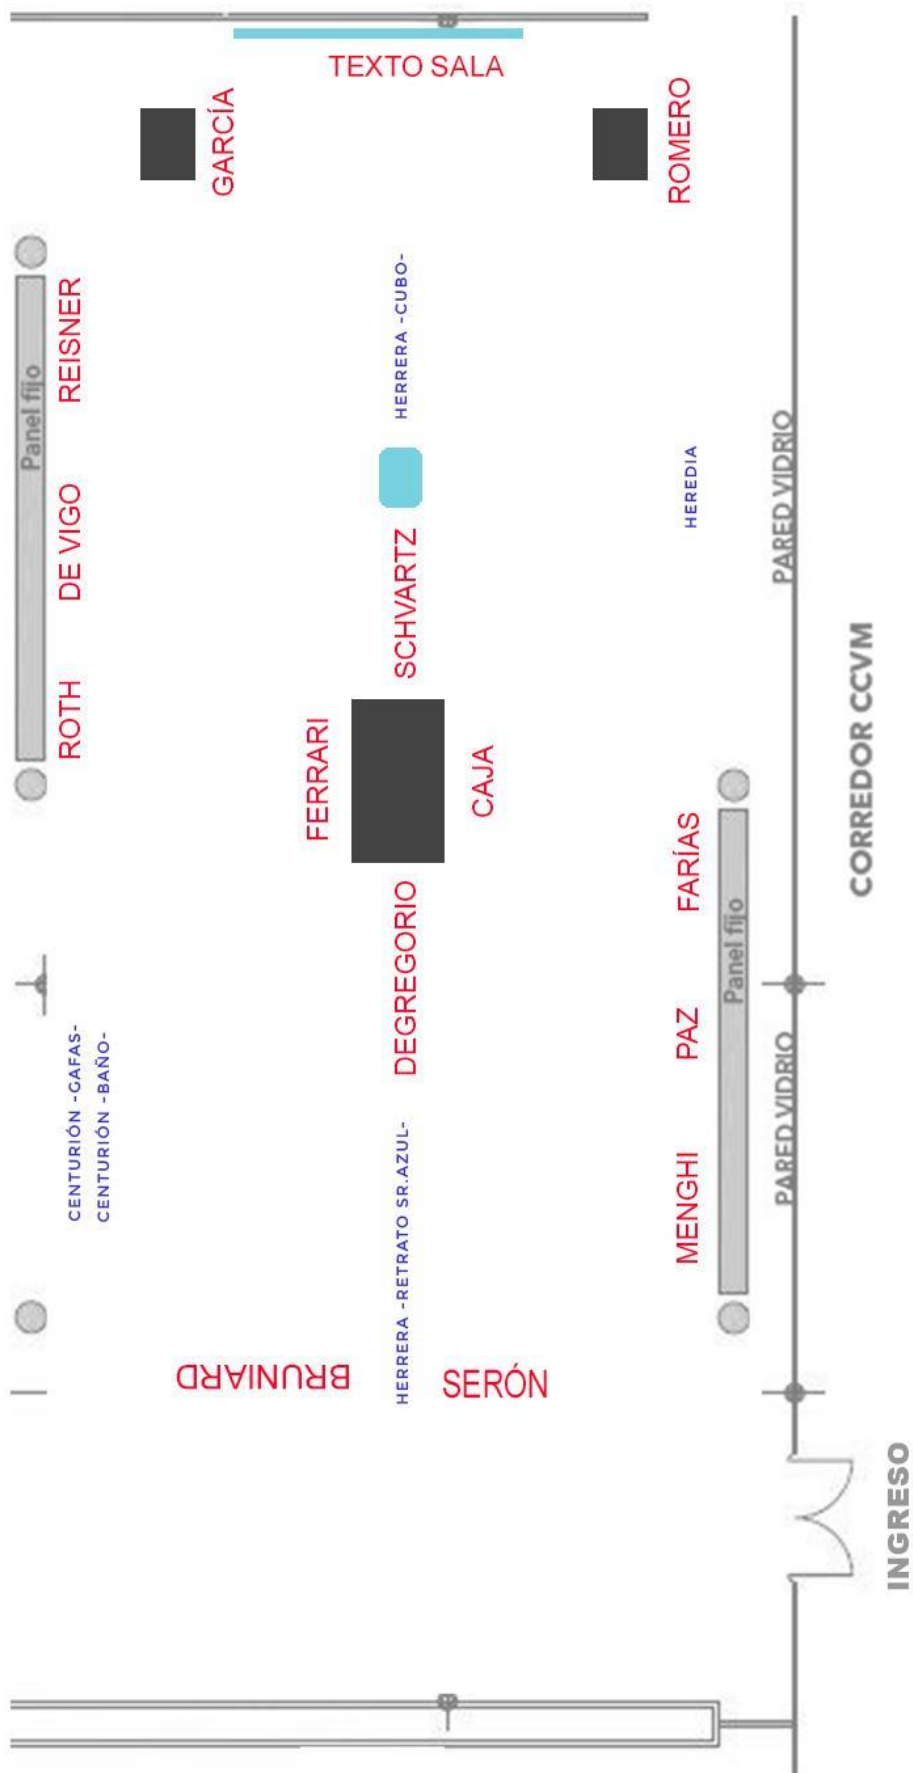 TEXTO SALA
GARCÍA
ROMERO
REISNER
Panel fijo
HERRERA -CUBO-
HEREDIA
PARED VIDRIO
DE VIGO
SCHVARTZ
ROTH
FERRARI
CAJA
CORREDOR CCVM
FARÍAS
DEGREGORIO
Panel fijo
PAZ
CENTURIÓN -GAFAS-
CENTURIÓN -BAÑO-
PARED VIDRIO
MENGHI
HERRERA -RETRATO SR.AZUL-
BRUNIARD
SERÓN
INGRESO